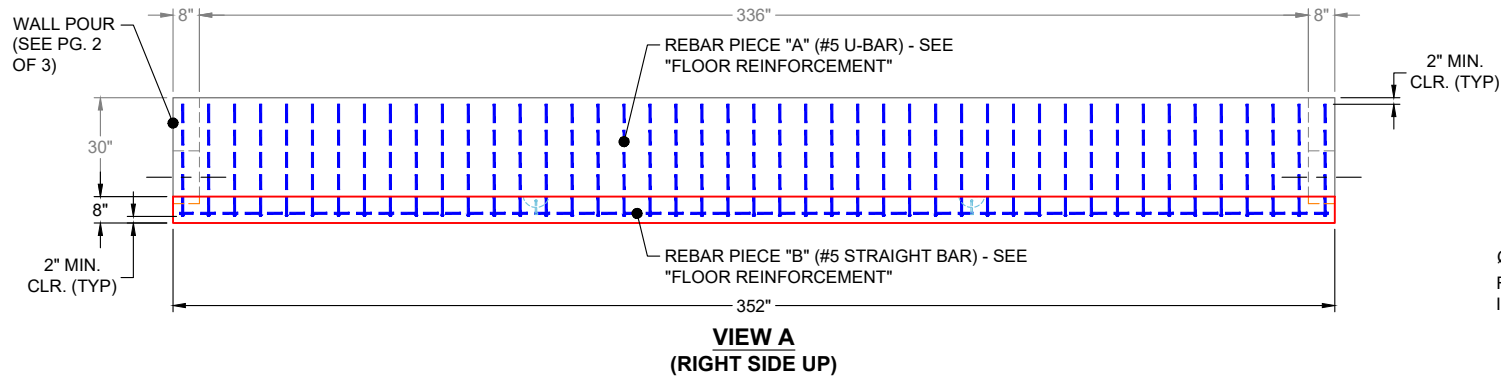 8"
336"
8"
WALL POUR
(SEE PG. 2
OF 3)
REBAR PIECE "A" (#5 U-BAR) - SEE
"FLOOR REINFORCEMENT"
2" MIN.
CLR. (TYP)
30"
8"
2" MIN.
CLR. (TYP)
REBAR PIECE "B" (#5 STRAIGHT BAR) - SEE
"FLOOR REINFORCEMENT"
352"
VIEW A
(RIGHT SIDE UP)